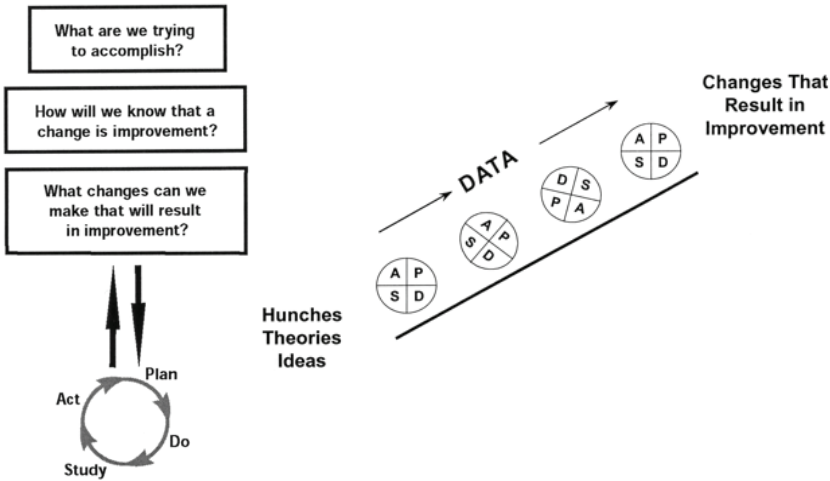 What are we trying
to accomplish?
How will we know that a
change is improvement?
What changes can we
make that will result
in improvement?
Plan
Act
Do
Study
Changes That
Result in
Improvement
DATA
A P
S D
A P
S D
D S
P A
A P
S D
Hunches
Theories
Ideas